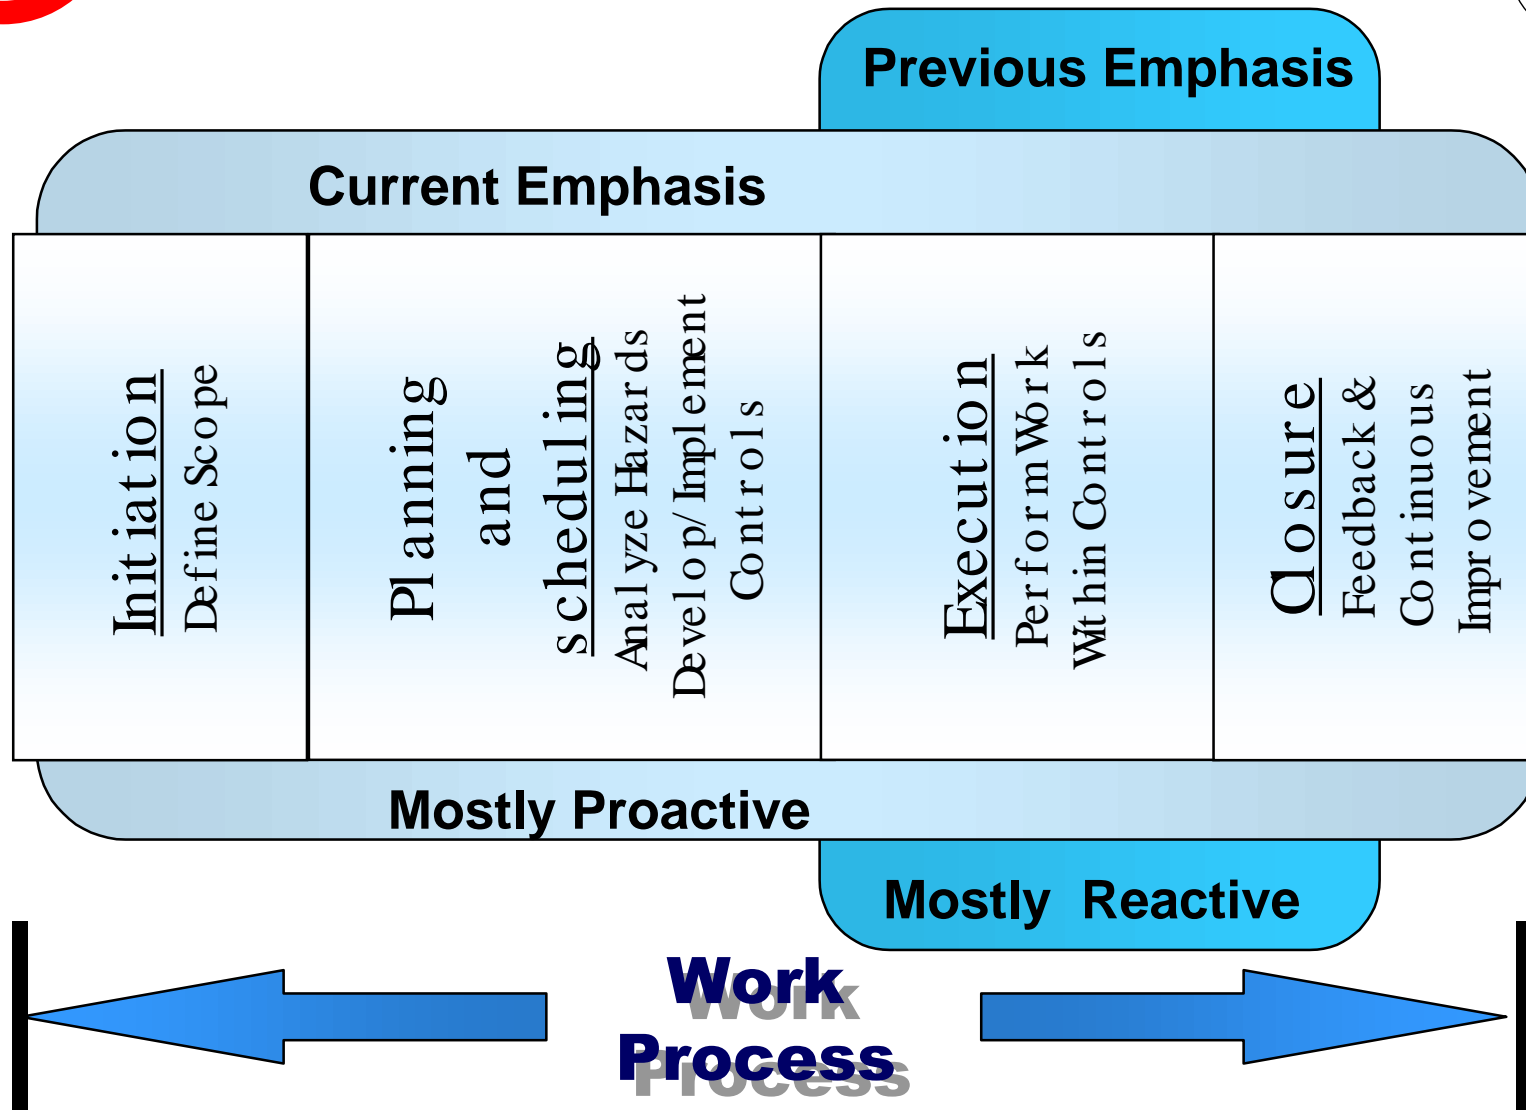 Previous Emphasis
Current Emphasis
Initiation
Define Scope
Planning
and
scheduling
Analyze Hazards
Develop/Implement
Controls
Execution
Perform Work
Within Controls
Closure
Feedback &
Continuous
Improvement
Mostly Proactive
Mostly Reactive
Work
Process